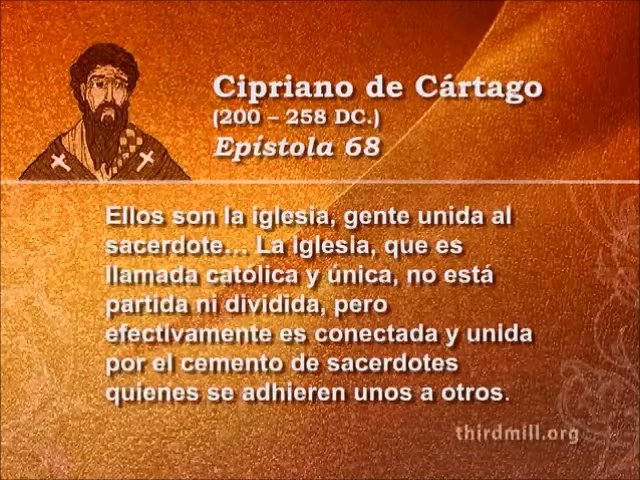 Cipriano de Cártago
(200 – 258 DC.)
Epístola 68
Ellos son la iglesia, gente unida al
sacerdote... La iglesia, que es
llamada católica y única, no está
partida ni dividida, pero
efectivamente es conectada y unida
por el cemento de sacerdotes
quienes se adhieren unos a otros.
thirdmill.org